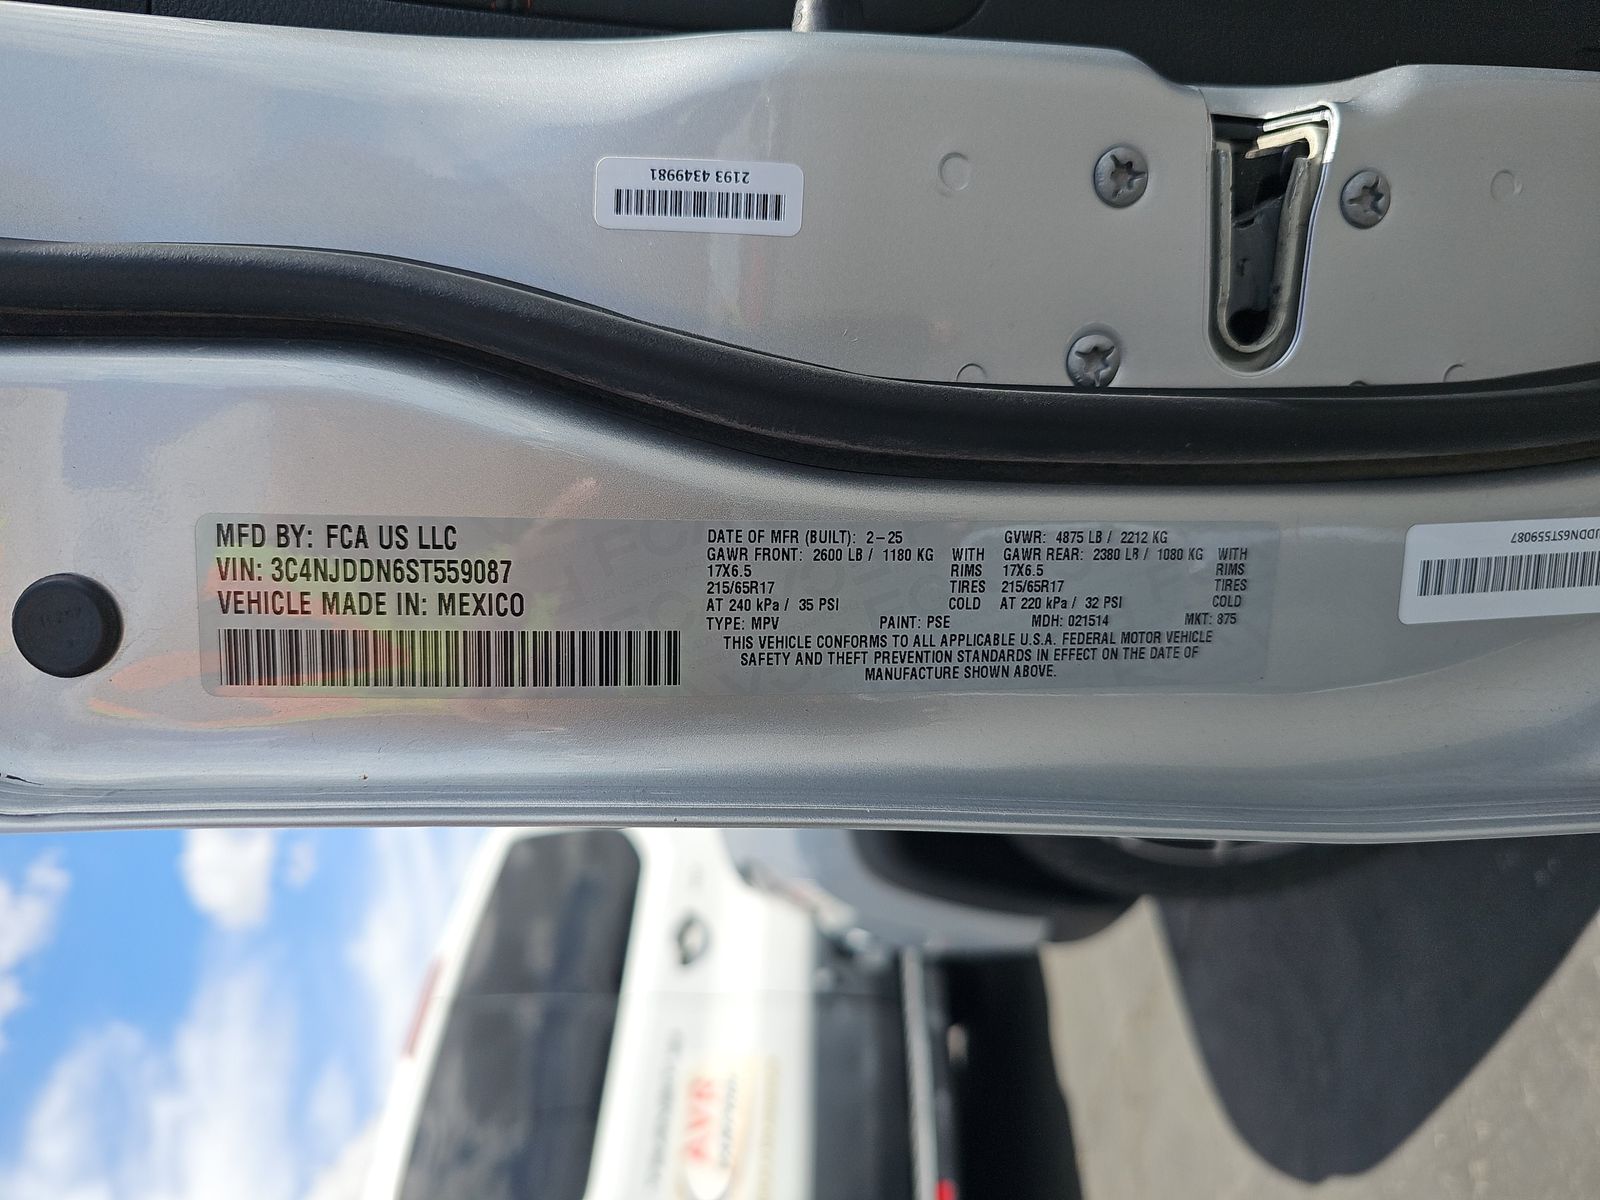 2193 4349981
MFD BY: FCA US LLC
VIN: 3C4NJDDN6ST559087
VEHICLE MADE IN: MEXICO
DATE OF MFR (BUILT): 2-25 GVWR: 4875 LB / 2212 KG
GAWR FRONT: 2600 LB / 1180 KG WITH GAWR REAR: 2380 LB / 1080 KG WITH
17X6.5 RIMS 17X6.5 RIMS
215/65R17 TIRES 215/65R17 TIRES
AT 240 kPa / 35 PSI COLD AT 220 kPa / 32 PSI COLD
TYPE: MPV PAINT: PSE MDH: 021514 MKT: 875
THIS VEHICLE CONFORMS TO ALL APPLICABLE U.S.A. FEDERAL MOTOR VEHICLE
SAFETY AND THEFT PREVENTION STANDARDS IN EFFECT ON THE DATE OF
MANUFACTURE SHOWN ABOVE.
JDDN6ST559087